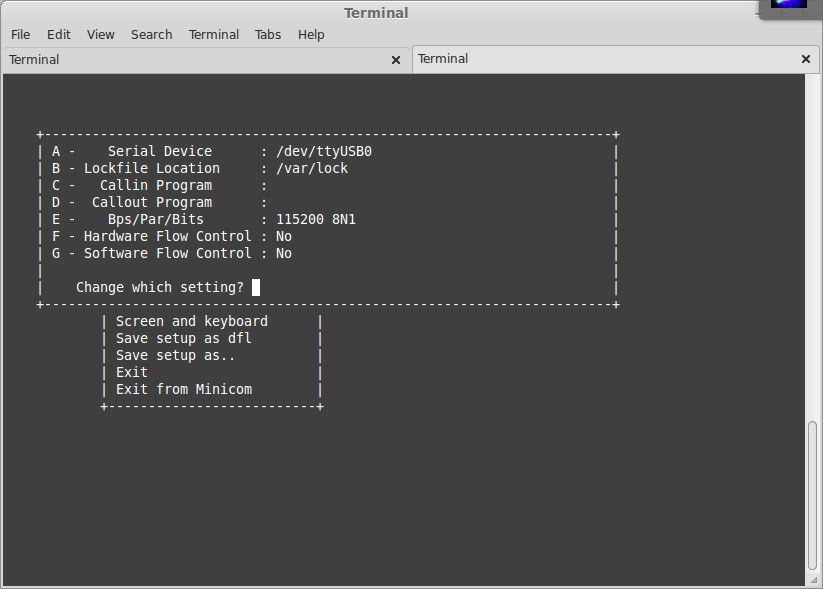 Terminal
File Edit View Search Terminal Tabs Help
Terminal × Terminal ×
+-----------------------------------------------------------------------+
| A -    Serial Device      : /dev/ttyUSB0                              |
| B - Lockfile Location     : /var/lock                                 |
| C -   Callin Program      :                                           |
| D -  Callout Program      :                                           |
| E -    Bps/Par/Bits       : 115200 8N1                                |
| F - Hardware Flow Control : No                                        |
| G - Software Flow Control : No                                        |
|                                                                       |
|    Change which setting?                                              |
+-----------------------------------------------------------------------+
        | Screen and keyboard      |
        | Save setup as dfl        |
        | Save setup as..          |
        | Exit                     |
        | Exit from Minicom        |
        +--------------------------+